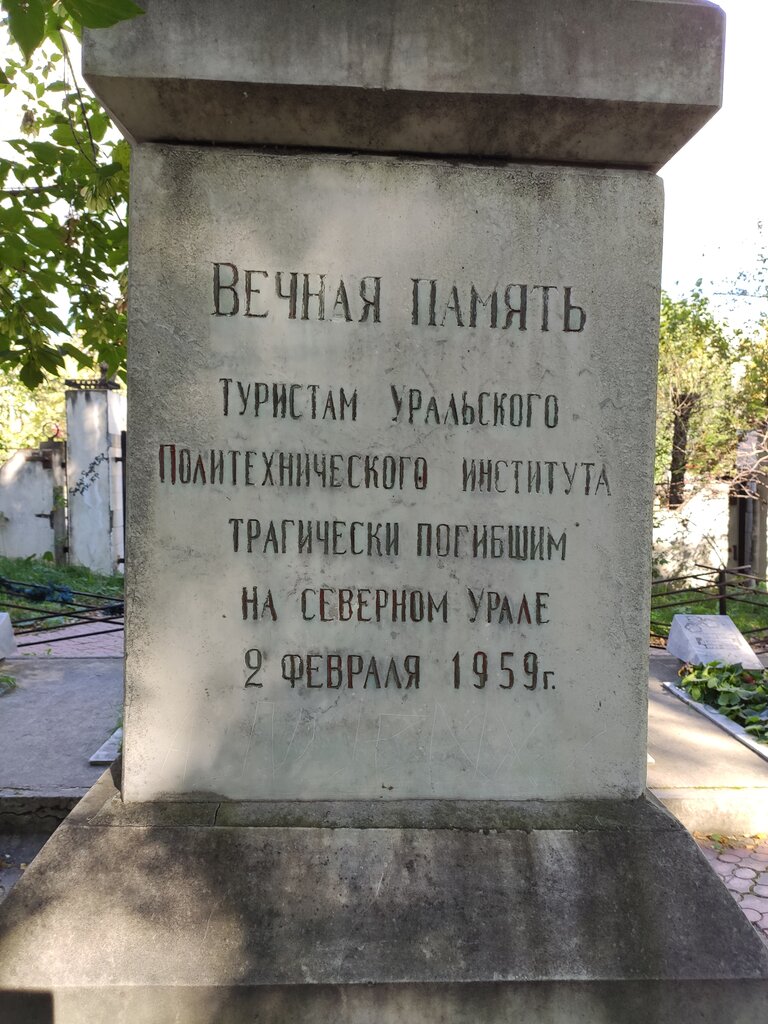 Вечная память
туристам Уральского
Политехнического института
трагически погибшим
на северном Урале
2 февраля 1959г.